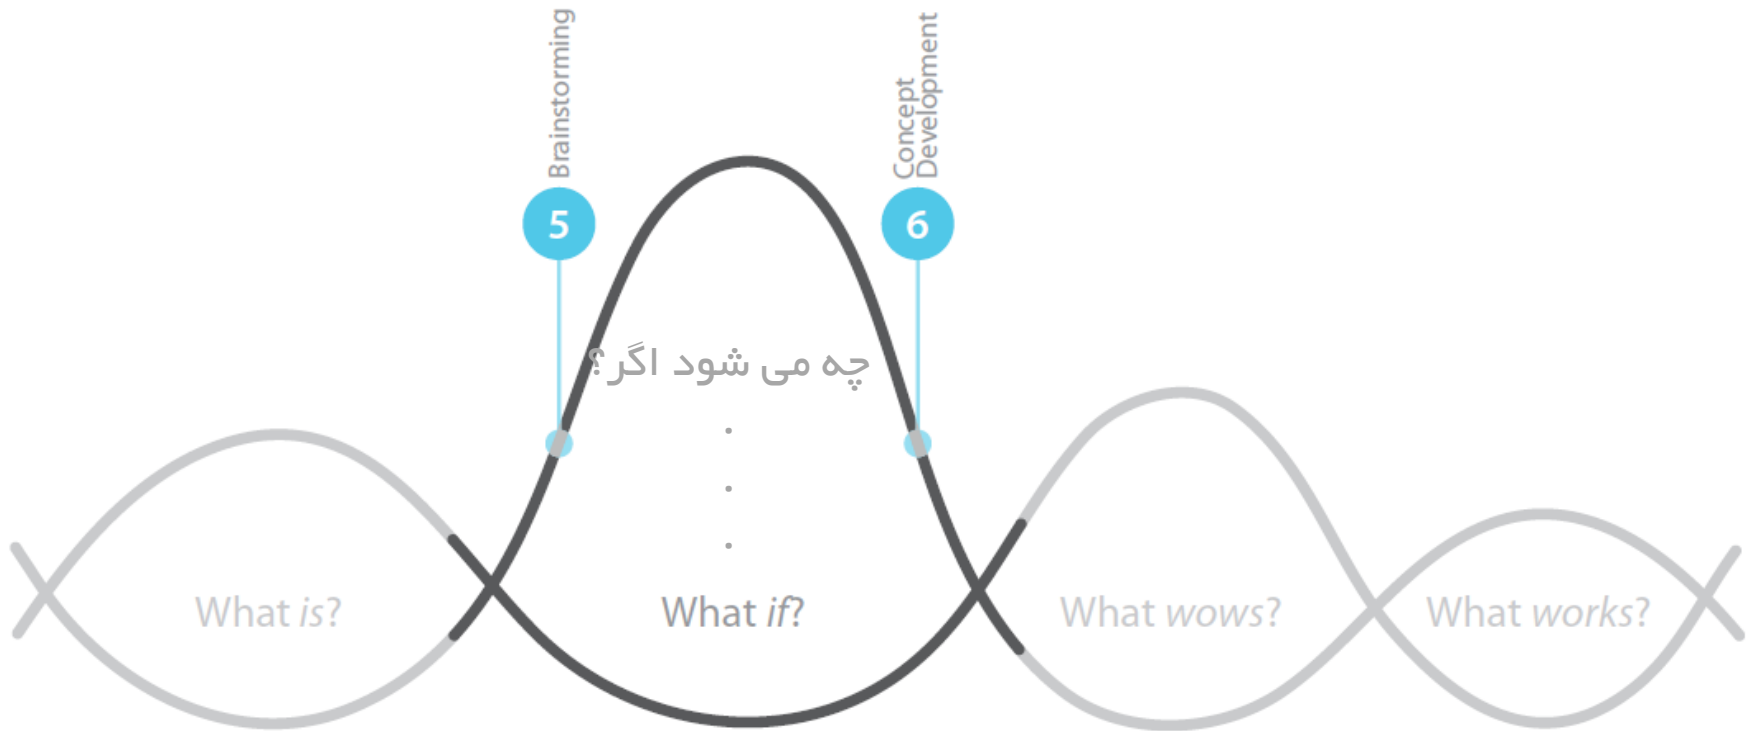 Brainstorming
Concept
Development
5
6
چه می شود اگر؟
What is?
What if?
What wows?
What works?